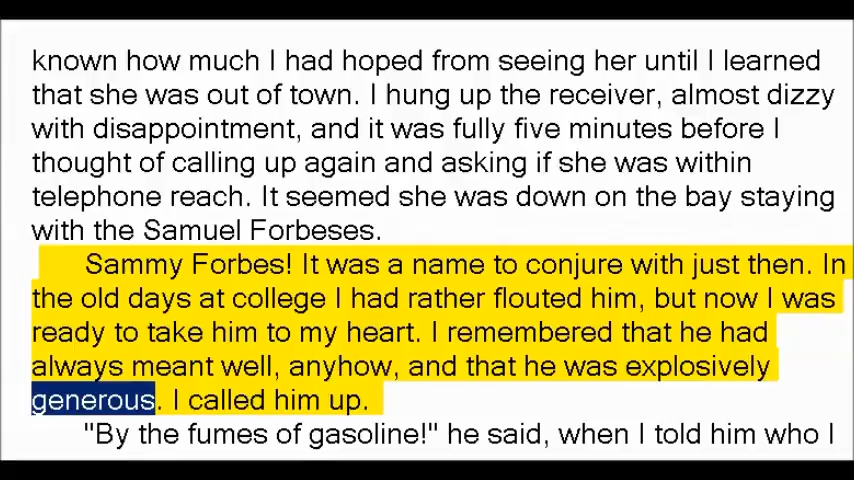 known how much I had hoped from seeing her until I learned
that she was out of town. I hung up the receiver, almost dizzy
with disappointment, and it was fully five minutes before I
thought of calling up again and asking if she was within
telephone reach. It seemed she was down on the bay staying
with the Samuel Forbeses.
Sammy Forbes! It was a name to conjure with just then. In
the old days at college I had rather flouted him, but now I was
ready to take him to my heart. I remembered that he had
always meant well, anyhow, and that he was explosively
generous. I called him up.
"By the fumes of gasoline!" he said, when I told him who I